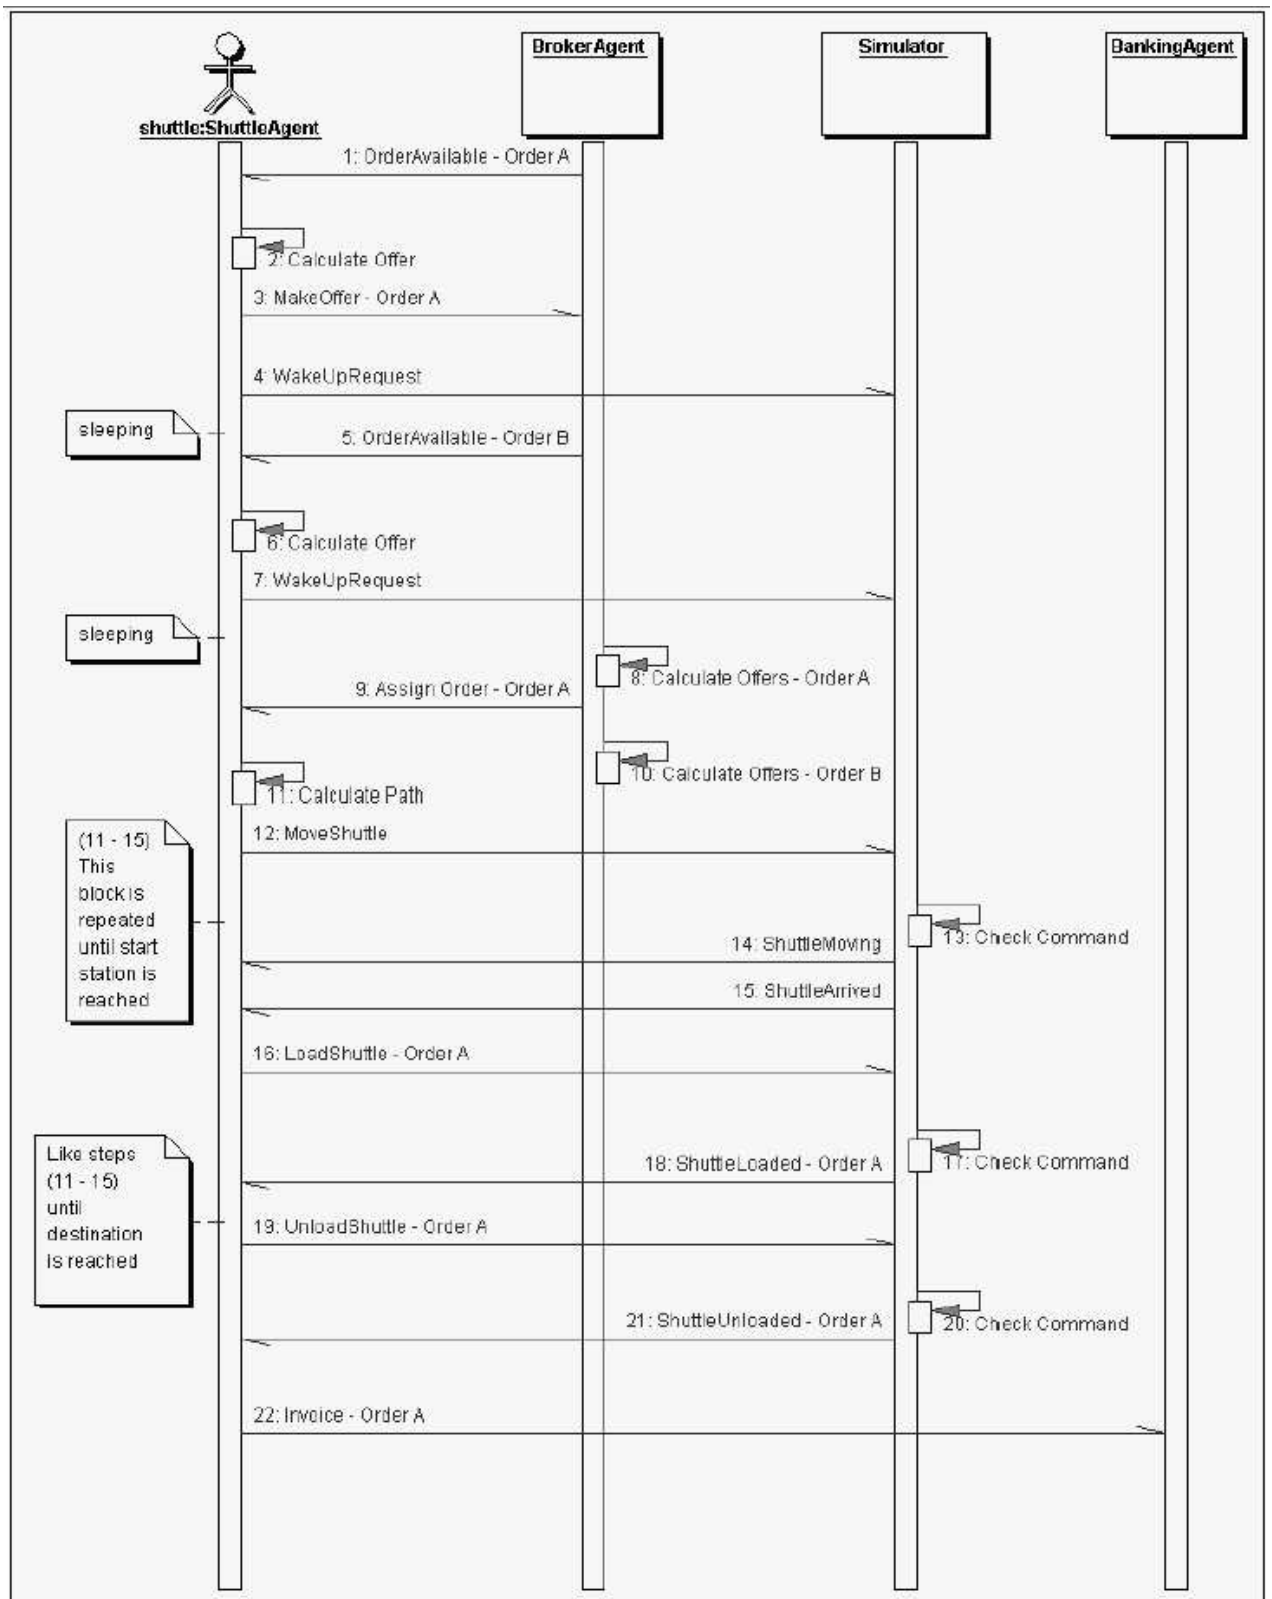 BrokerAgent
Simulator
BankingAgent
shuttle:ShuttleAgent
1: OrderAvailable - Order A
2: Calculate Offer
3: MakeOffer - Order A
4: WakeUpRequest
sleeping
5: OrderAvailable - Order B
6: Calculate Offer
7: WakeUpRequest
sleeping
8: Calculate Offers - Order A
9: Assign Order - Order A
10: Calculate Offers - Order B
11: Calculate Path
12: MoveShuttle
(11 - 15)
This
block is
repeated
until start
station is
reached
13: Check Command
14: ShuttleMoving
15: ShuttleArrived
16: LoadShuttle - Order A
17: Check Command
18: ShuttleLoaded - Order A
Like steps
(11 - 15)
until
destination
is reached
19: UnloadShuttle - Order A
20: Check Command
21: ShuttleUnloaded - Order A
22: Invoice - Order A